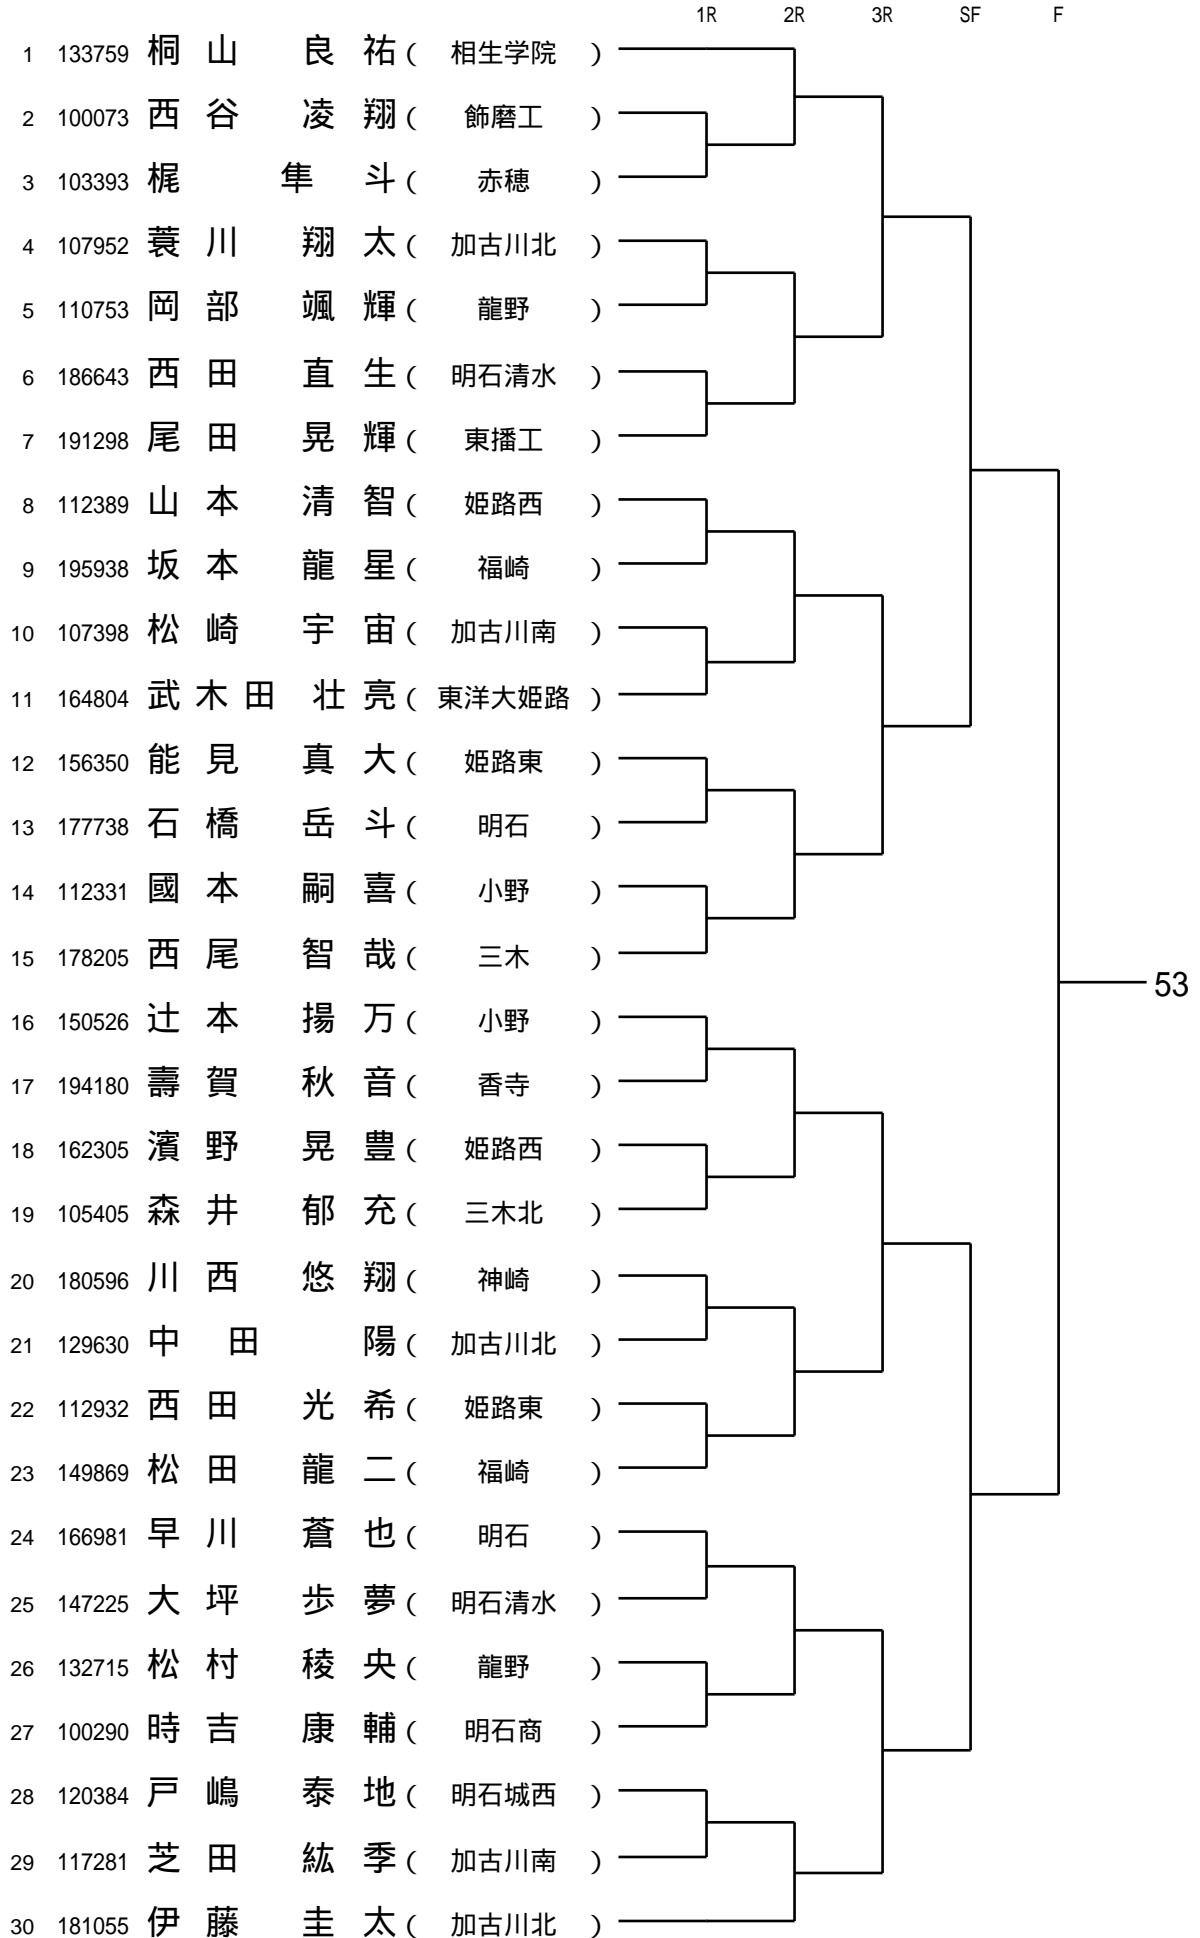 1R 2R 3R SF F
1 133759 桐山 良祐 ( 相生学院 )
2 100073 西谷 凌翔 ( 飾磨工 )
3 103393 梶 隼斗 ( 赤穂 )
4 107952 蓑川 翔太 ( 加古川北 )
5 110753 岡部 颯輝 ( 龍野 )
6 186643 西田 直生 ( 明石清水 )
7 191298 尾田 晃輝 ( 東播工 )
8 112389 山本 清智 ( 姫路西 )
9 195938 坂本 龍星 ( 福崎 )
10 107398 松崎 宇宙 ( 加古川南 )
11 164804 武木田 壮亮 ( 東洋大姫路 )
12 156350 能見 真大 ( 姫路東 )
13 177738 石橋 岳斗 ( 明石 )
14 112331 國本 嗣喜 ( 小野 )
15 178205 西尾 智哉 ( 三木 )
53
16 150526 辻本 揚万 ( 小野 )
17 194180 壽賀 秋音 ( 香寺 )
18 162305 濱野 晃豊 ( 姫路西 )
19 105405 森井 郁充 ( 三木北 )
20 180596 川西 悠翔 ( 神崎 )
21 129630 中田 陽 ( 加古川北 )
22 112932 西田 光希 ( 姫路東 )
23 149869 松田 龍二 ( 福崎 )
24 166981 早川 蒼也 ( 明石 )
25 147225 大坪 歩夢 ( 明石清水 )
26 132715 松村 稜央 ( 龍野 )
27 100290 時吉 康輔 ( 明石商 )
28 120384 戸嶋 泰地 ( 明石城西 )
29 117281 芝田 紘季 ( 加古川南 )
30 181055 伊藤 圭太 ( 加古川北 )